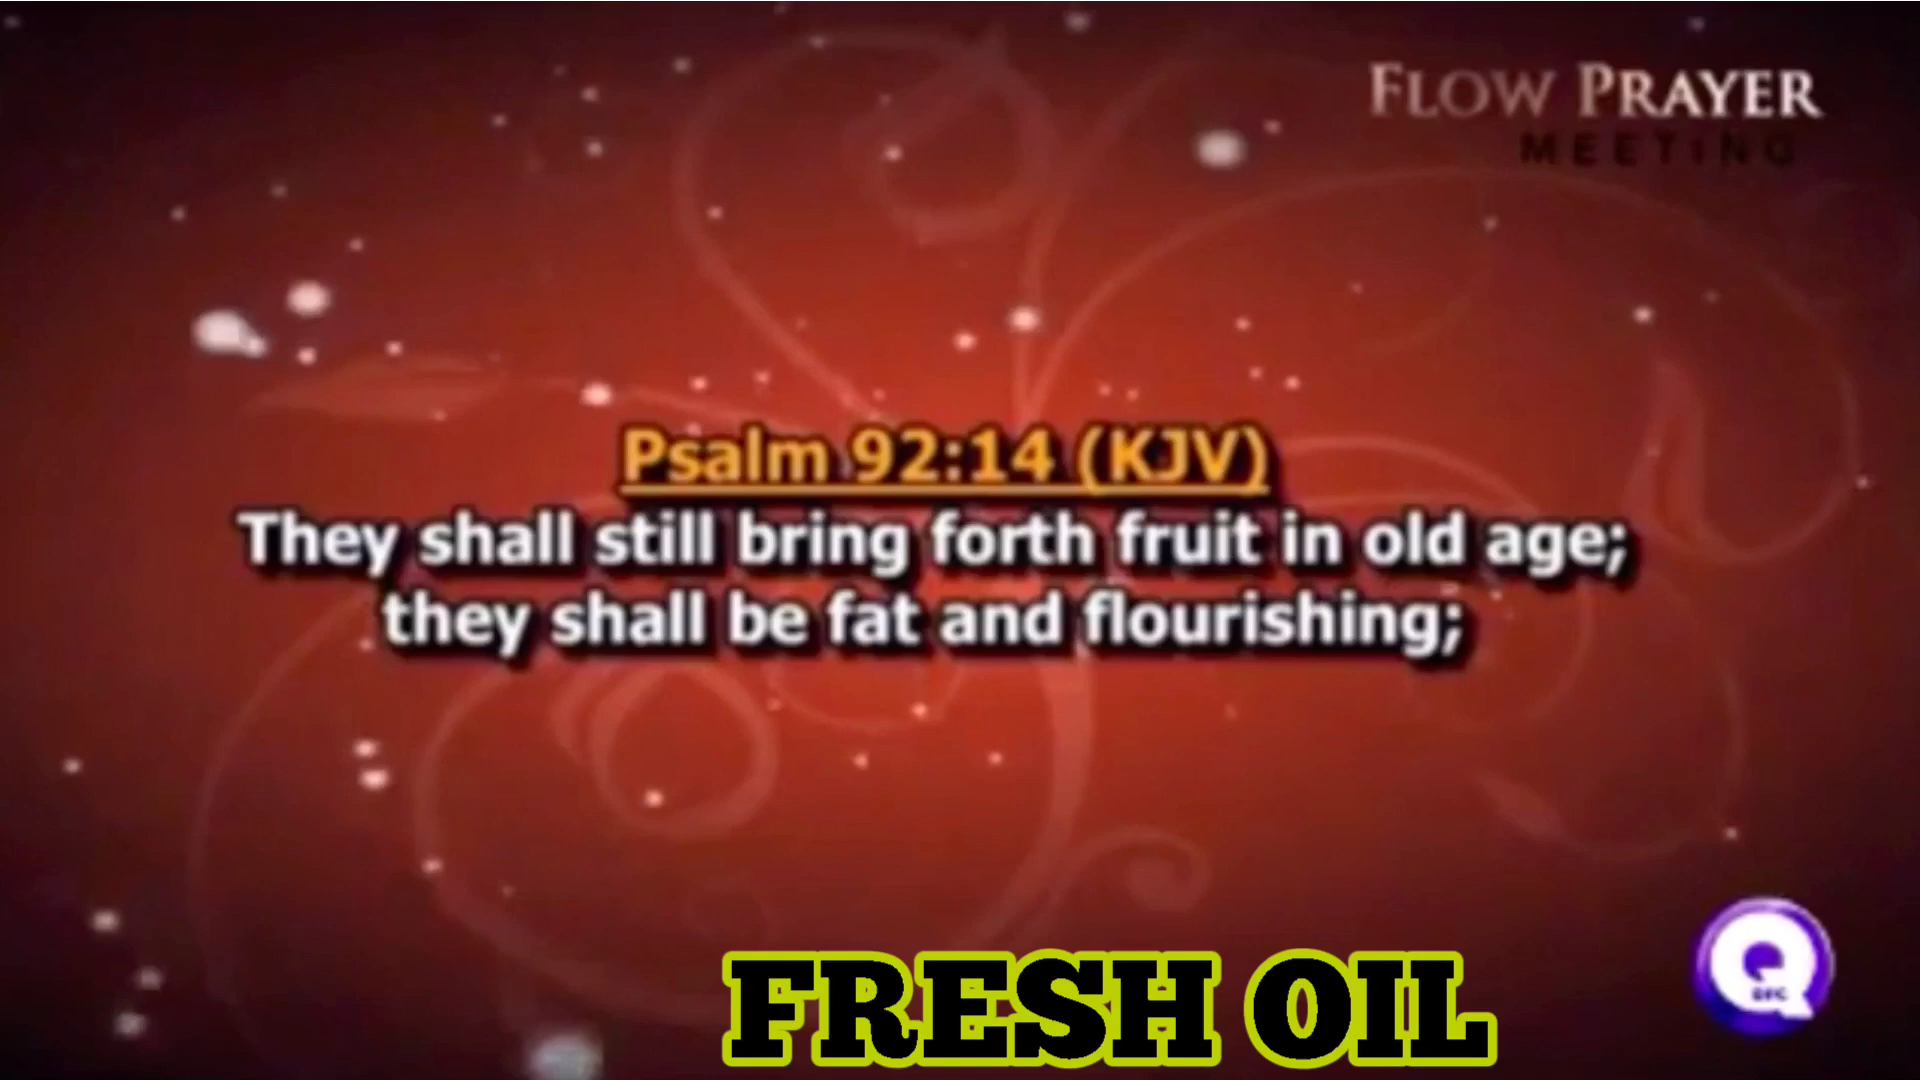 FLOW PRAYER
MEETING
Psalm 92:14 (KJV)
They shall still bring forth fruit in old age;
they shall be fat and flourishing;
FRESH OIL